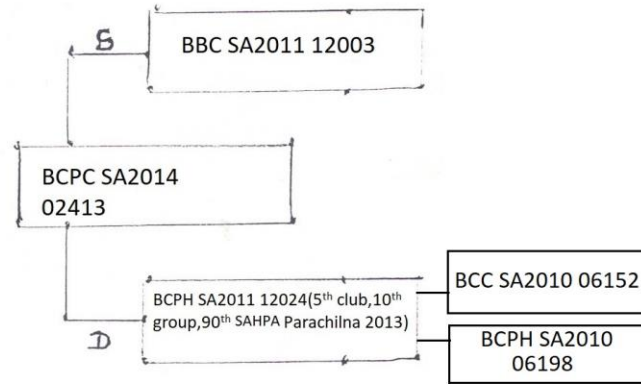 S
BBC SA2011 12003
BCPC SA2014
02413
BCPH SA2011 12024(5th club,10th
group,90th SAHPA Parachilna 2013)
D
BCC SA2010 06152
BCPH SA2010
06198